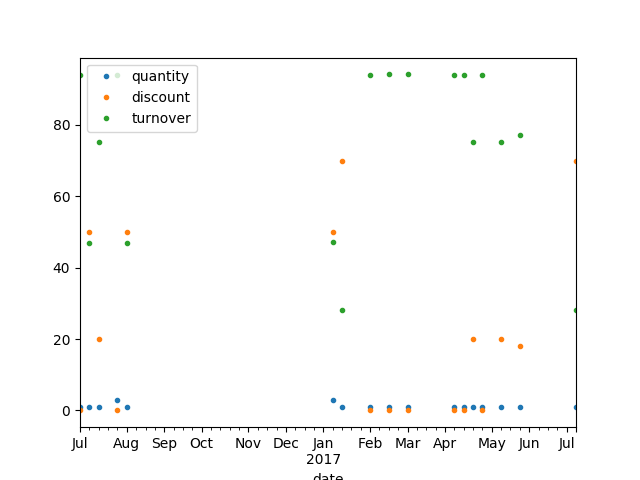 quantity
discount
turnover
80
60
40
20
0
Jul Aug Sep Oct Nov Dec Jan Feb Mar Apr May Jun Jul
2017
date